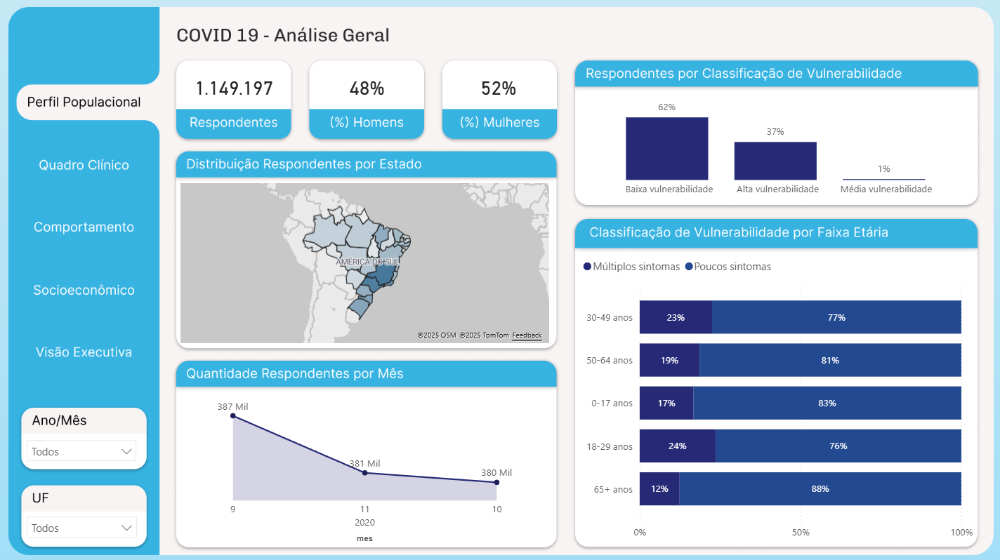 COVID 19 - Análise Geral
Perfil Populacional
Quadro Clínico
Comportamento
Socioeconômico
Visão Executiva
Ano/Mês
Todos
UF
Todos
1.149.197
Respondentes
48%
(%) Homens
52%
(%) Mulheres
Distribuição Respondentes por Estado
AMÉRICA DO SUL
©2025 OSM ©2025 TomTom Feedback
Quantidade Respondentes por Mês
387 Mil
381 Mil
380 Mil
9
11
10
2020
mes
Respondentes por Classificação de Vulnerabilidade
62%
37%
1%
Baixa vulnerabilidade
Alta vulnerabilidade
Média vulnerabilidade
Classificação de Vulnerabilidade por Faixa Etária
Múltiplos sintomas Poucos sintomas
30-49 anos 23% 77%
50-64 anos 19% 81%
0-17 anos 17% 83%
18-29 anos 24% 76%
65+ anos 12% 88%
0% 50% 100%